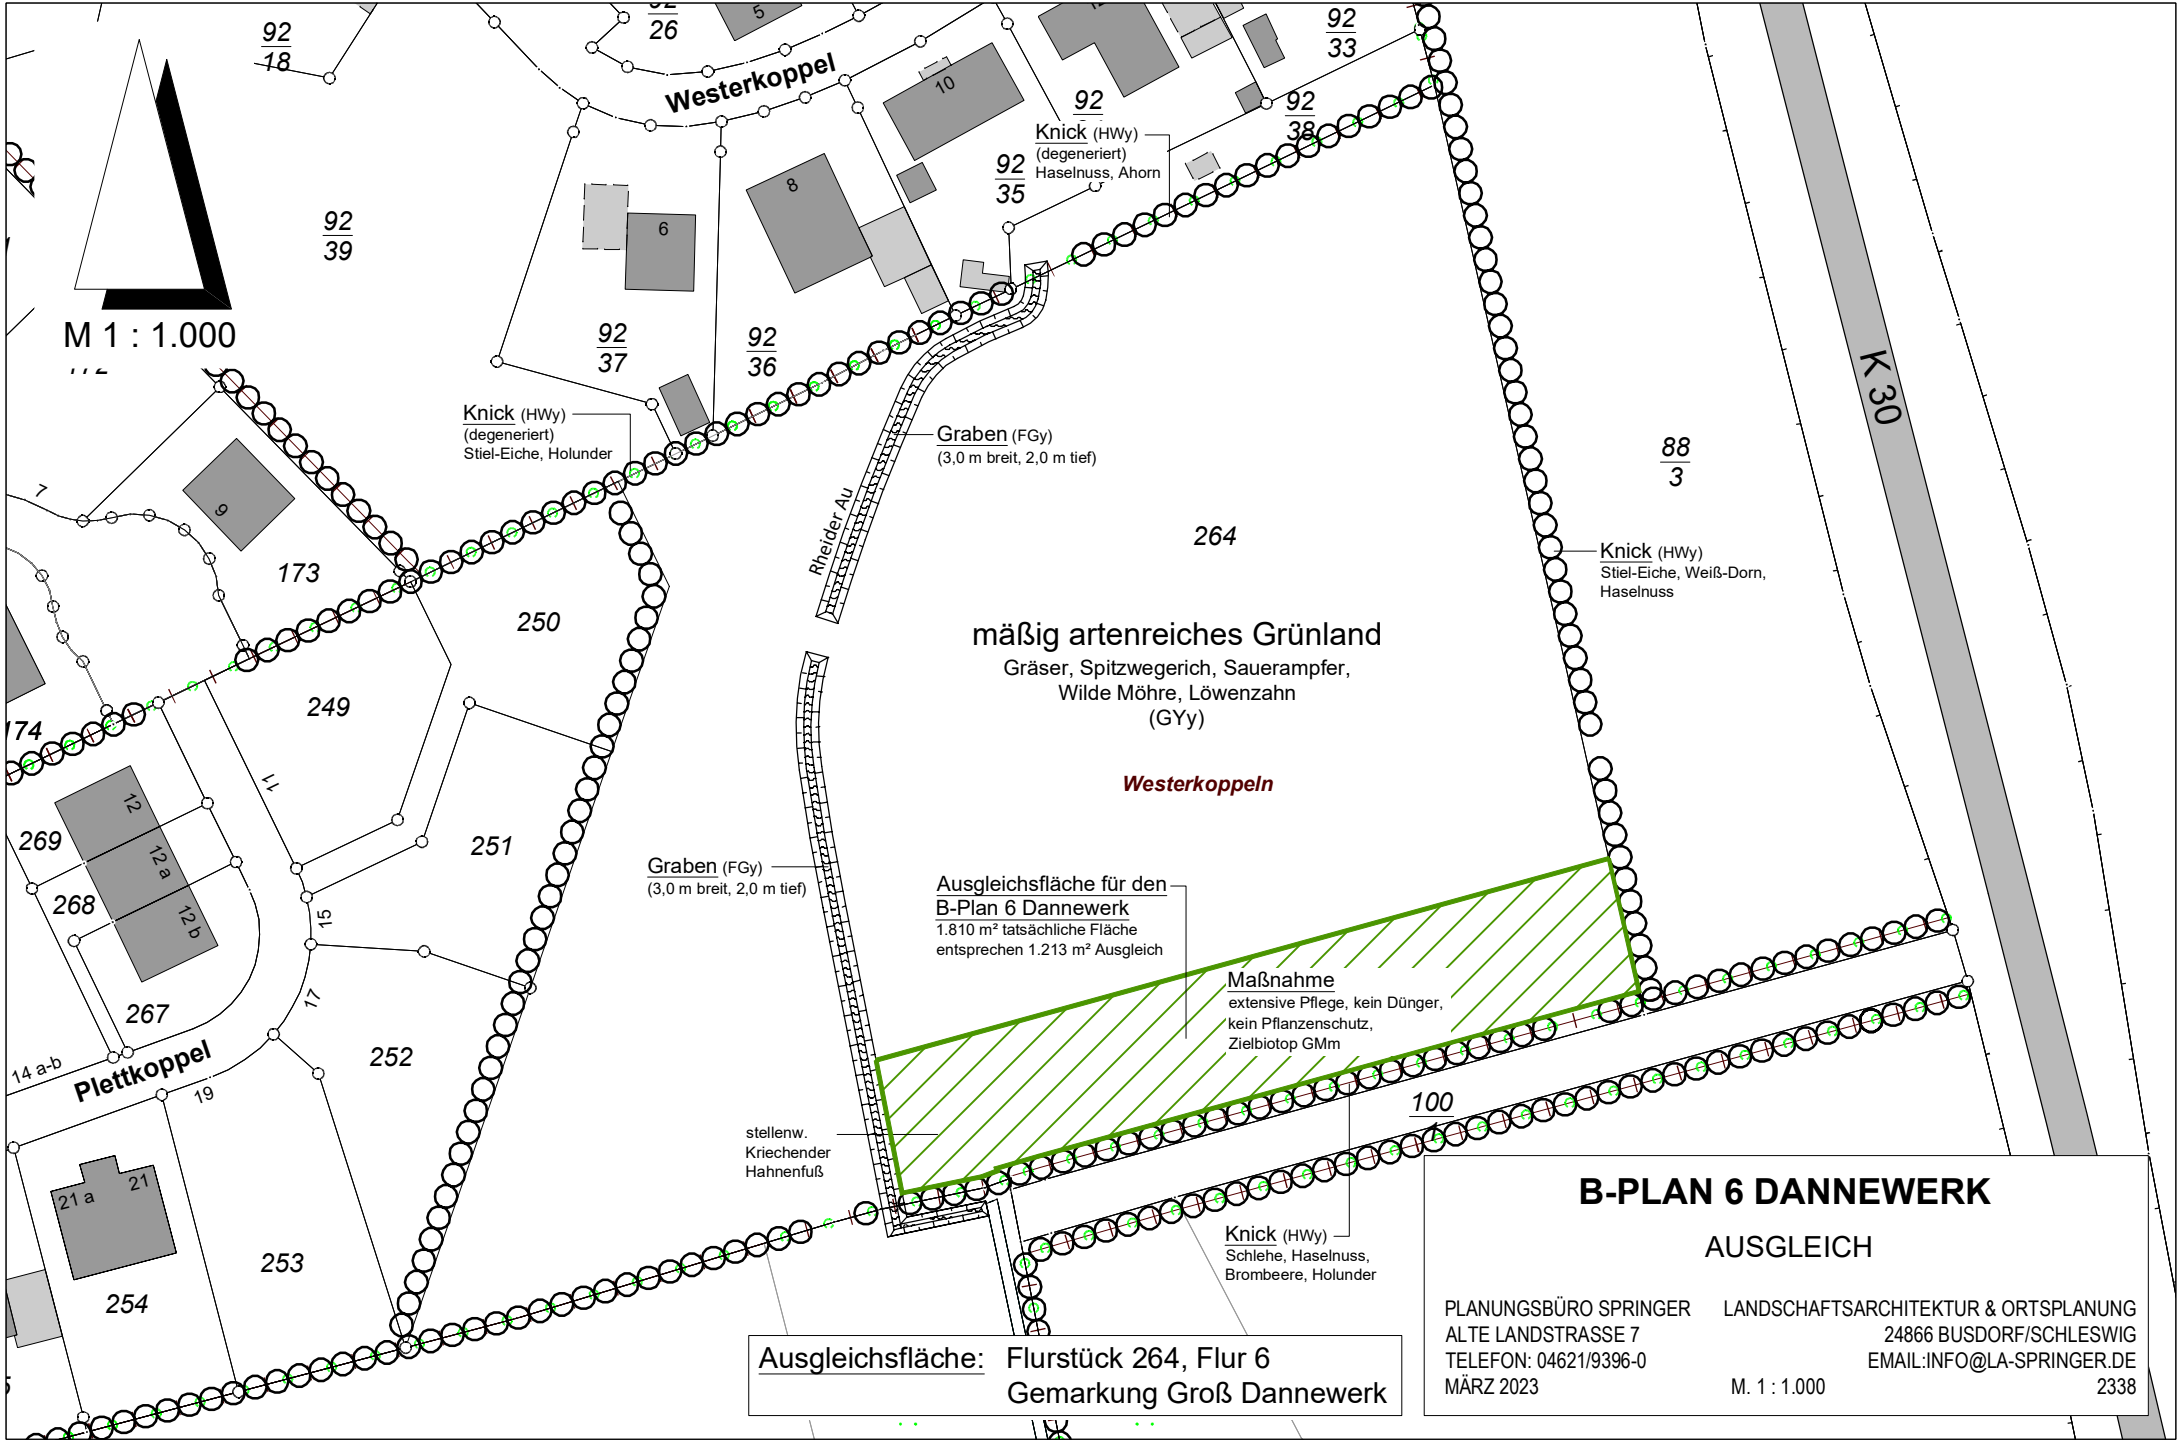 92
18
92
26
5
Westerkoppel
10
92
33
92
92
38
Knick (HWy)
(degeneriert)
Haselnuss, Ahorn
92
35
8
6
92
39
M 1 : 1.000
92
37
92
36
K 30
Knick (HWy)
(degeneriert)
Stiel-Eiche, Holunder
Graben (FGy)
(3,0 m breit, 2,0 m tief)
88
3
7
9
Rheider Au
264
173
Knick (HWy)
Stiel-Eiche, Weiß-Dorn,
Haselnuss
250
mäßig artenreiches Grünland
Gräser, Spitzwegerich, Sauerampfer,
Wilde Möhre, Löwenzahn
(GYy)
249
174
11
Westerkoppeln
12
12 a
12 b
269
251
268
15
Graben (FGy)
(3,0 m breit, 2,0 m tief)
Ausgleichsfläche für den
B-Plan 6 Dannewerk
1.810 m² tatsächliche Fläche
entsprechen 1.213 m² Ausgleich
Maßnahme
extensive Pflege, kein Dünger,
kein Pflanzenschutz,
Zielbiotop GMm
17
267
252
14 a-b
Plettkoppel
19
100
stellenw.
Kriechender
Hahnenfuß
21 a
21
253
254
Knick (HWy)
Schlehe, Haselnuss,
Brombeere, Holunder
B-PLAN 6 DANNEWERK
AUSGLEICH
PLANUNGSBÜRO SPRINGER LANDSCHAFTSARCHITEKTUR & ORTSPLANUNG
ALTE LANDSTRASSE 7 24866 BUSDORF/SCHLESWIG
TELEFON: 04621/9396-0 EMAIL:INFO@LA-SPRINGER.DE
MÄRZ 2023 M. 1 : 1.000 2338
Ausgleichsfläche: Flurstück 264, Flur 6
Gemarkung Groß Dannewerk